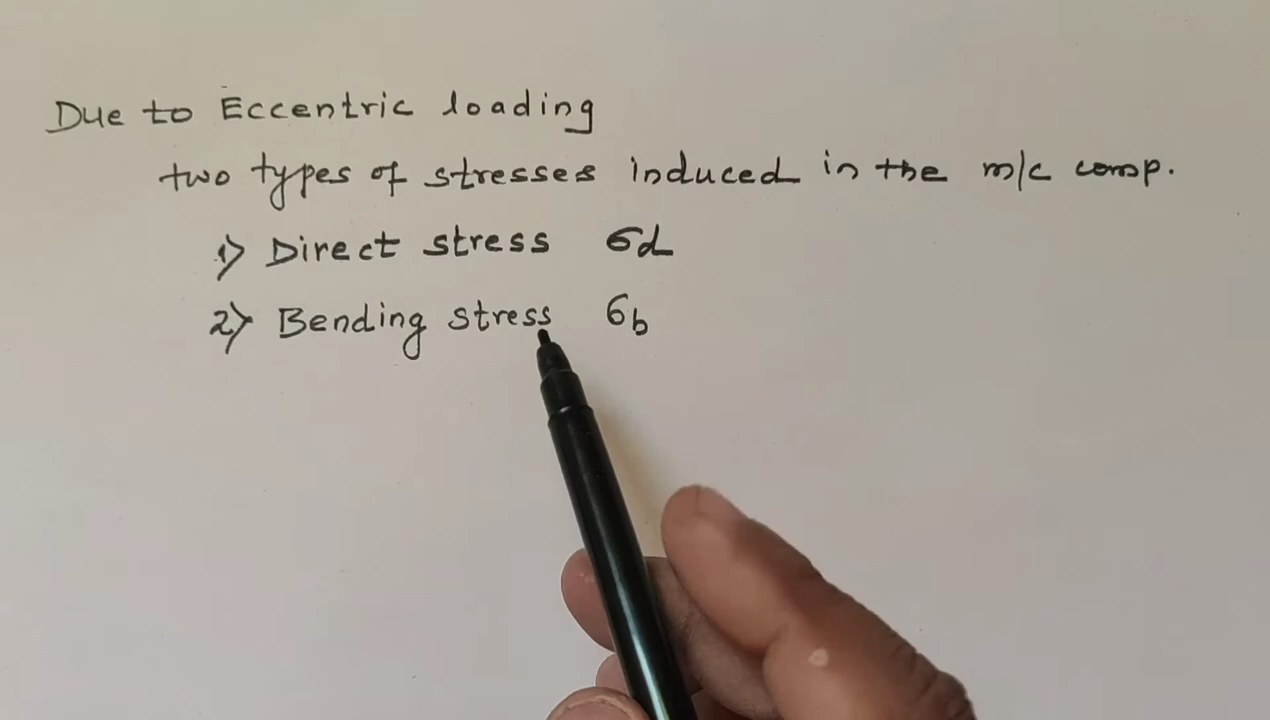 Due to Eccentric loading
two types of stresses induced in the m/c comp.
1) Direct stress σd
2) Bending stress σb